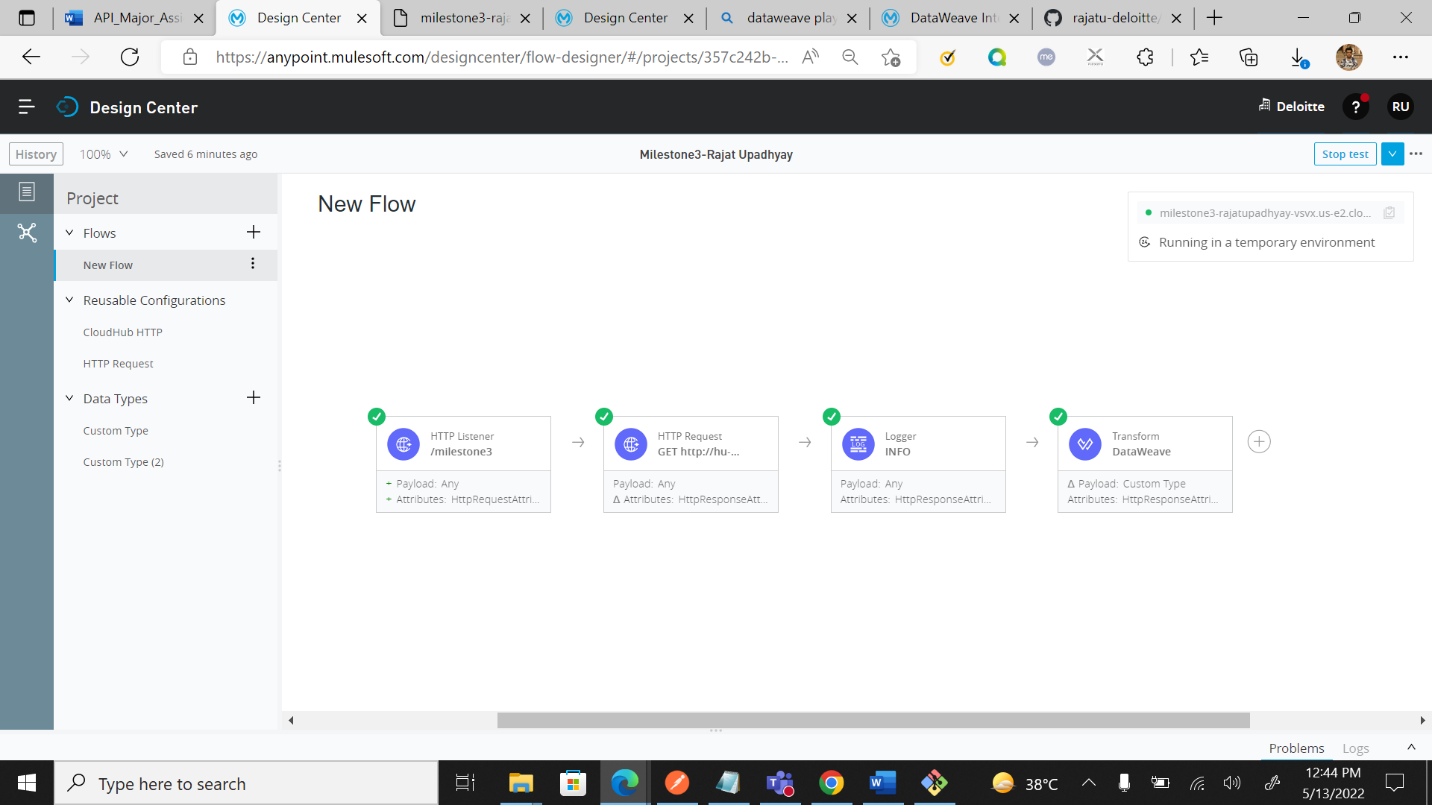 API_Major_Ass
Design Center
milestone3-raja
Design Center
dataweave play
DataWeave Int
rajatu-deloitte/
https://anypoint.mulesoft.com/designcenter/flow-designer/#/projects/357c242b-...
Design Center
Deloitte
?
RU
History
100%
Saved 6 minutes ago
Milestone3-Rajat Upadhyay
Stop test
Project
Flows
New Flow
Reusable Configurations
CloudHub HTTP
HTTP Request
Data Types
Custom Type
Custom Type (2)
New Flow
milestone3-rajatupadhyay-vsvx.us-e2.clo...
Running in a temporary environment
HTTP Listener
/milestone3
+ Payload: Any
+ Attributes: HttpRequestAttri...
HTTP Request
GET http://hu-...
Payload: Any
Δ Attributes: HttpResponseAtt...
LOG
Logger
INFO
Payload: Any
Attributes: HttpResponseAttri...
Transform
DataWeave
Δ Payload: Custom Type
Attributes: HttpResponseAttri...
Problems
Logs
Type here to search
38°C
12:44 PM
5/13/2022